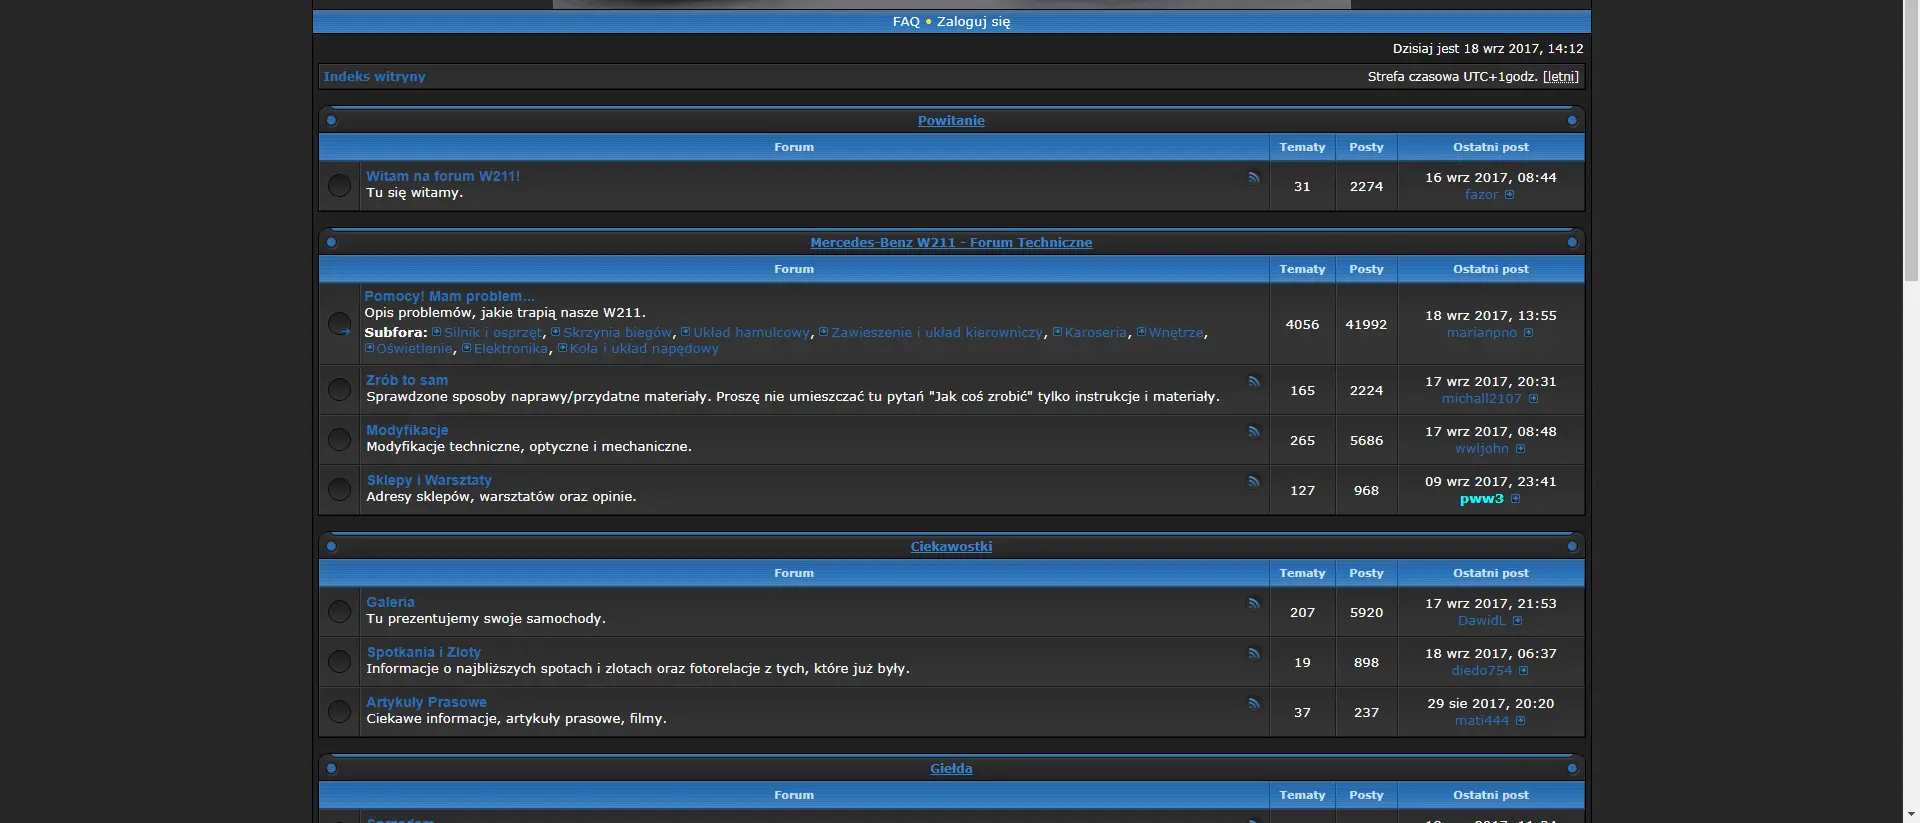 FAQ • Zaloguj się
Dzisiaj jest 18 wrz 2017, 14:12
Indeks witryny Strefa czasowa UTC+1godz. [letni]
Powitanie
Forum Tematy Posty Ostatni post
Witam na forum W211!
Tu się witamy.
31 2274 16 wrz 2017, 08:44
fazor
Mercedes-Benz W211 - Forum Techniczne
Forum Tematy Posty Ostatni post
Pomocy! Mam problem...
Opis problemów, jakie trapią nasze W211.
Subfora: Silnik i osprzęt, Skrzynia biegów, Układ hamulcowy, Zawieszenie i układ kierowniczy, Karoseria, Wnętrze,
Oświetlenie, Elektronika, Koła i układ napędowy
4056 41992 18 wrz 2017, 13:55
marianpno
Zrób to sam
Sprawdzone sposoby naprawy/przydatne materiały. Proszę nie umieszczać tu pytań "Jak coś zrobić" tylko instrukcje i materiały.
165 2224 17 wrz 2017, 20:31
michall2107
Modyfikacje
Modyfikacje techniczne, optyczne i mechaniczne.
265 5686 17 wrz 2017, 08:48
wwljohn
Sklepy i Warsztaty
Adresy sklepów, warsztatów oraz opinie.
127 968 09 wrz 2017, 23:41
pww3
Ciekawostki
Forum Tematy Posty Ostatni post
Galeria
Tu prezentujemy swoje samochody.
207 5920 17 wrz 2017, 21:53
DawidL
Spotkania i Zloty
Informacje o najbliższych spotach i zlotach oraz fotorelacje z tych, które już były.
19 898 18 wrz 2017, 06:37
diedo754
Artykuły Prasowe
Ciekawe informacje, artykuły prasowe, filmy.
37 237 29 sie 2017, 20:20
mati444
Giełda
Forum Tematy Posty Ostatni post